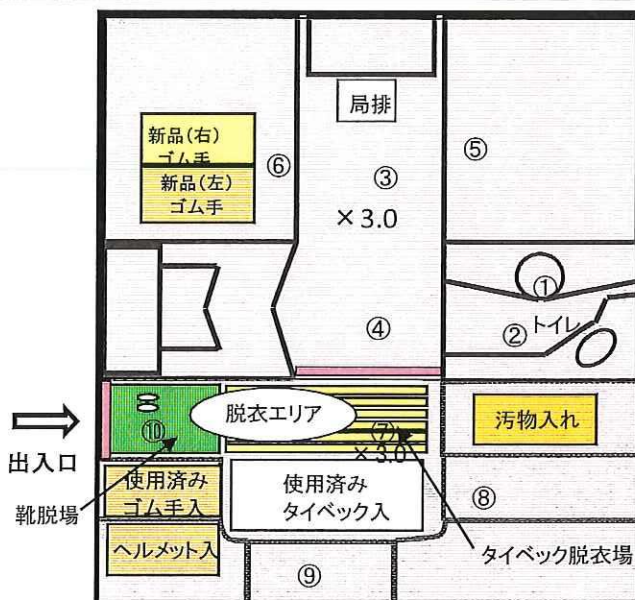 局排
新品(右)
ゴム手
新品(左)
ゴム手
⑥
③
×3.0
⑤
①
②
トイレ
④
脱衣エリア
⑩
⑦
×3.0
汚物入れ
出入口
使用済み
ゴム手入
使用済み
タイベック入
⑧
靴脱場
ヘルメット入
⑨
タイベック脱衣場